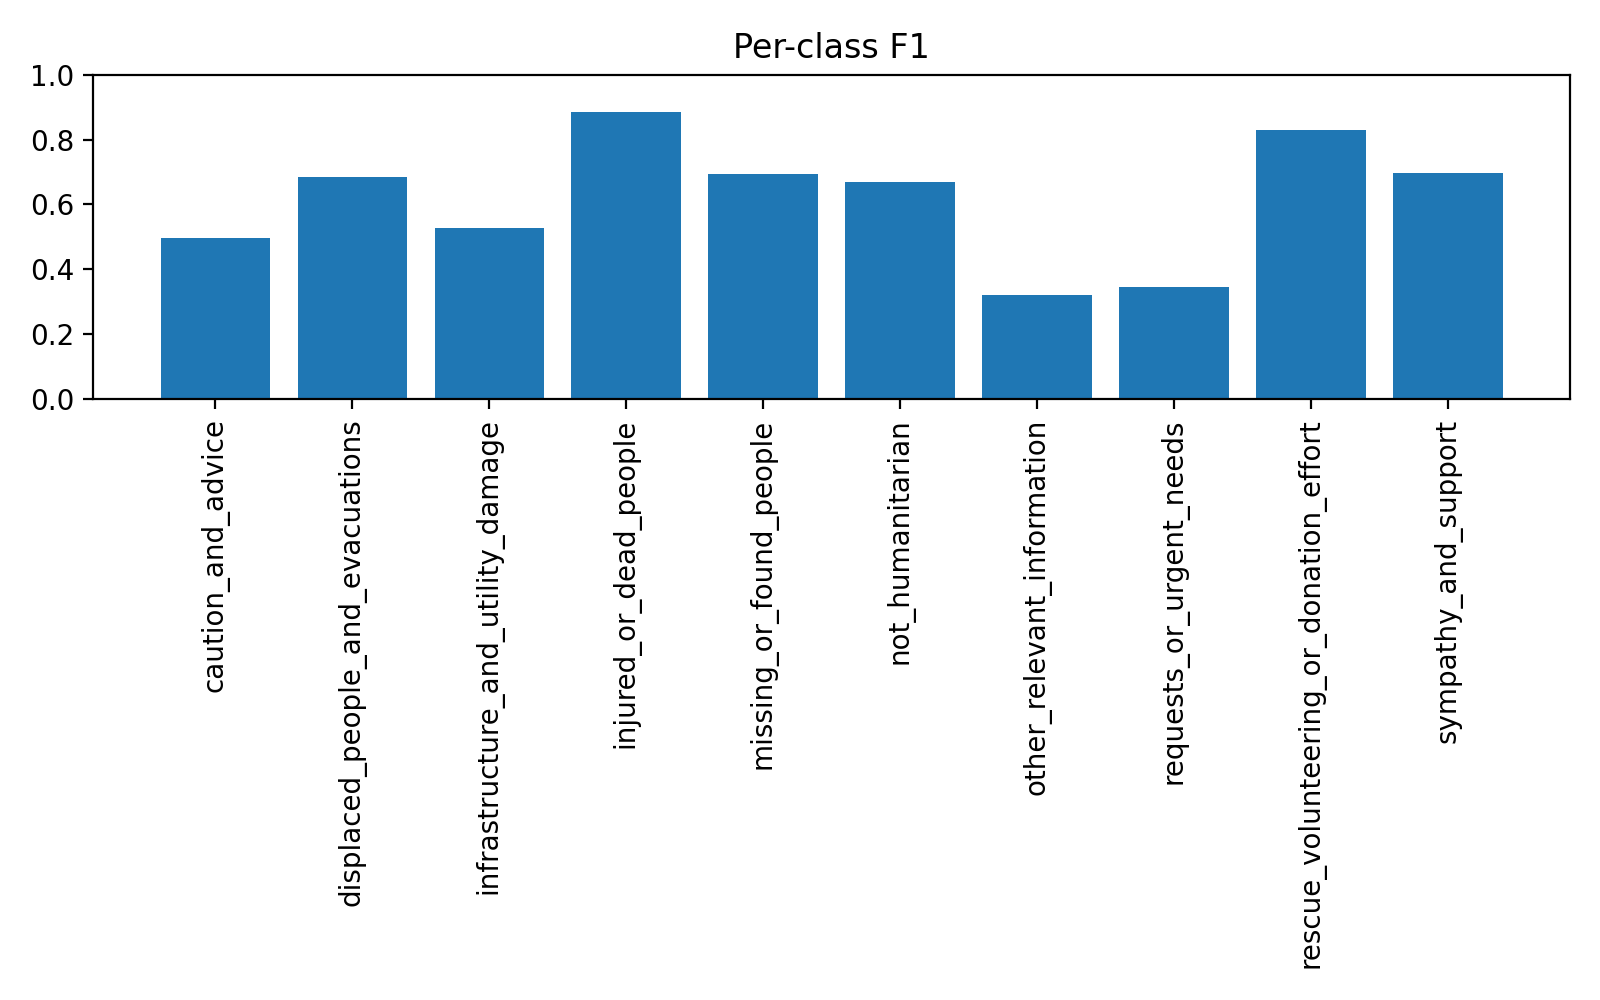 Per-class F1
1.0
0.8
0.6
0.4
0.2
0.0
caution_and_advice
displaced_people_and_evacuations
infrastructure_and_utility_damage
injured_or_dead_people
missing_or_found_people
not_humanitarian
other_relevant_information
requests_or_urgent_needs
rescue_volunteering_or_donation_effort
sympathy_and_support